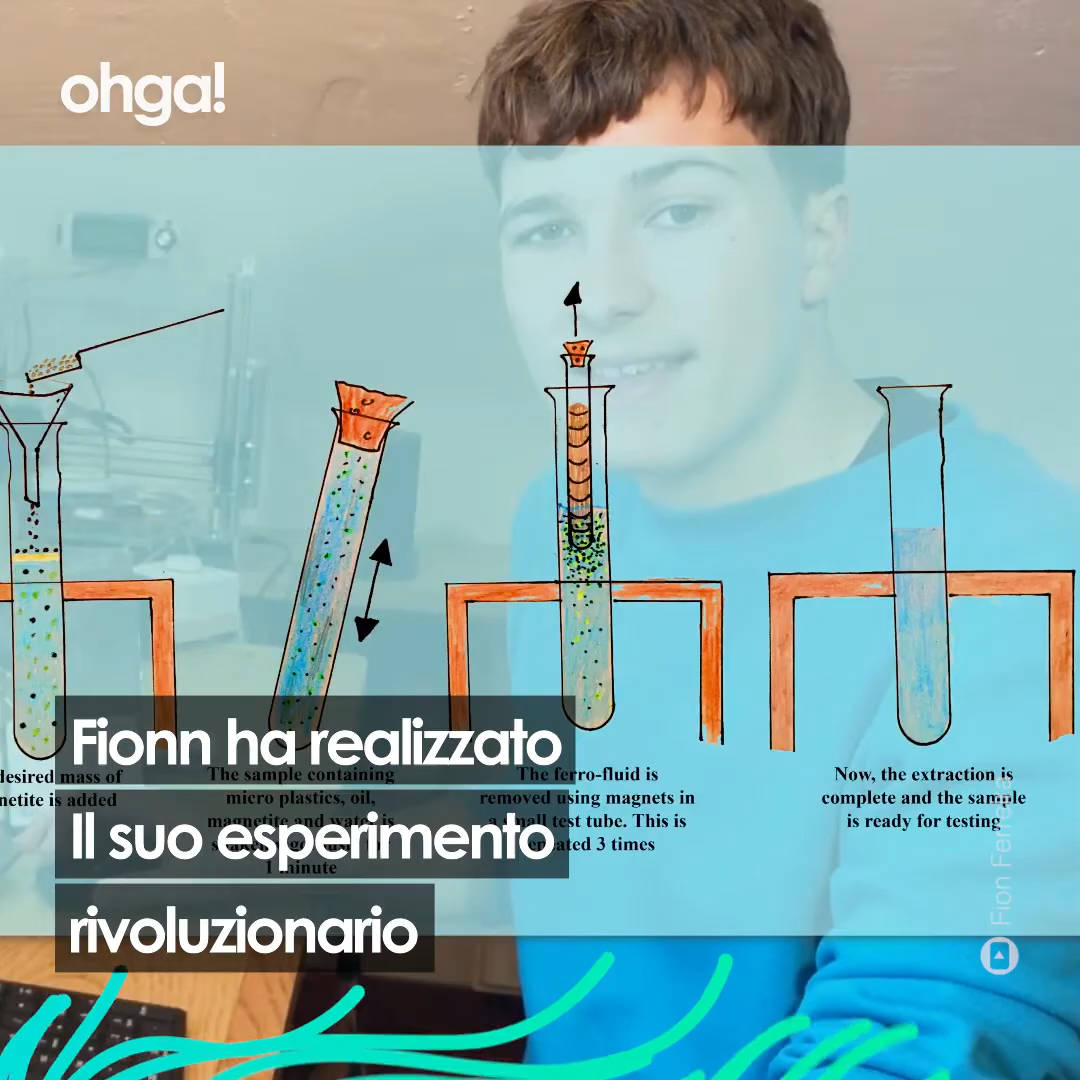 ohga!
desired mass of
netite is added
The sample containing
micro plastics, oil,
magnetite and water is
1 minute
The ferro-fluid is
removed using magnets in
a small test tube. This is
repeated 3 times
Now, the extraction is
complete and the sample
is ready for testing
Fionn ha realizzato
Il suo esperimento
rivoluzionario
Fion Ferreira